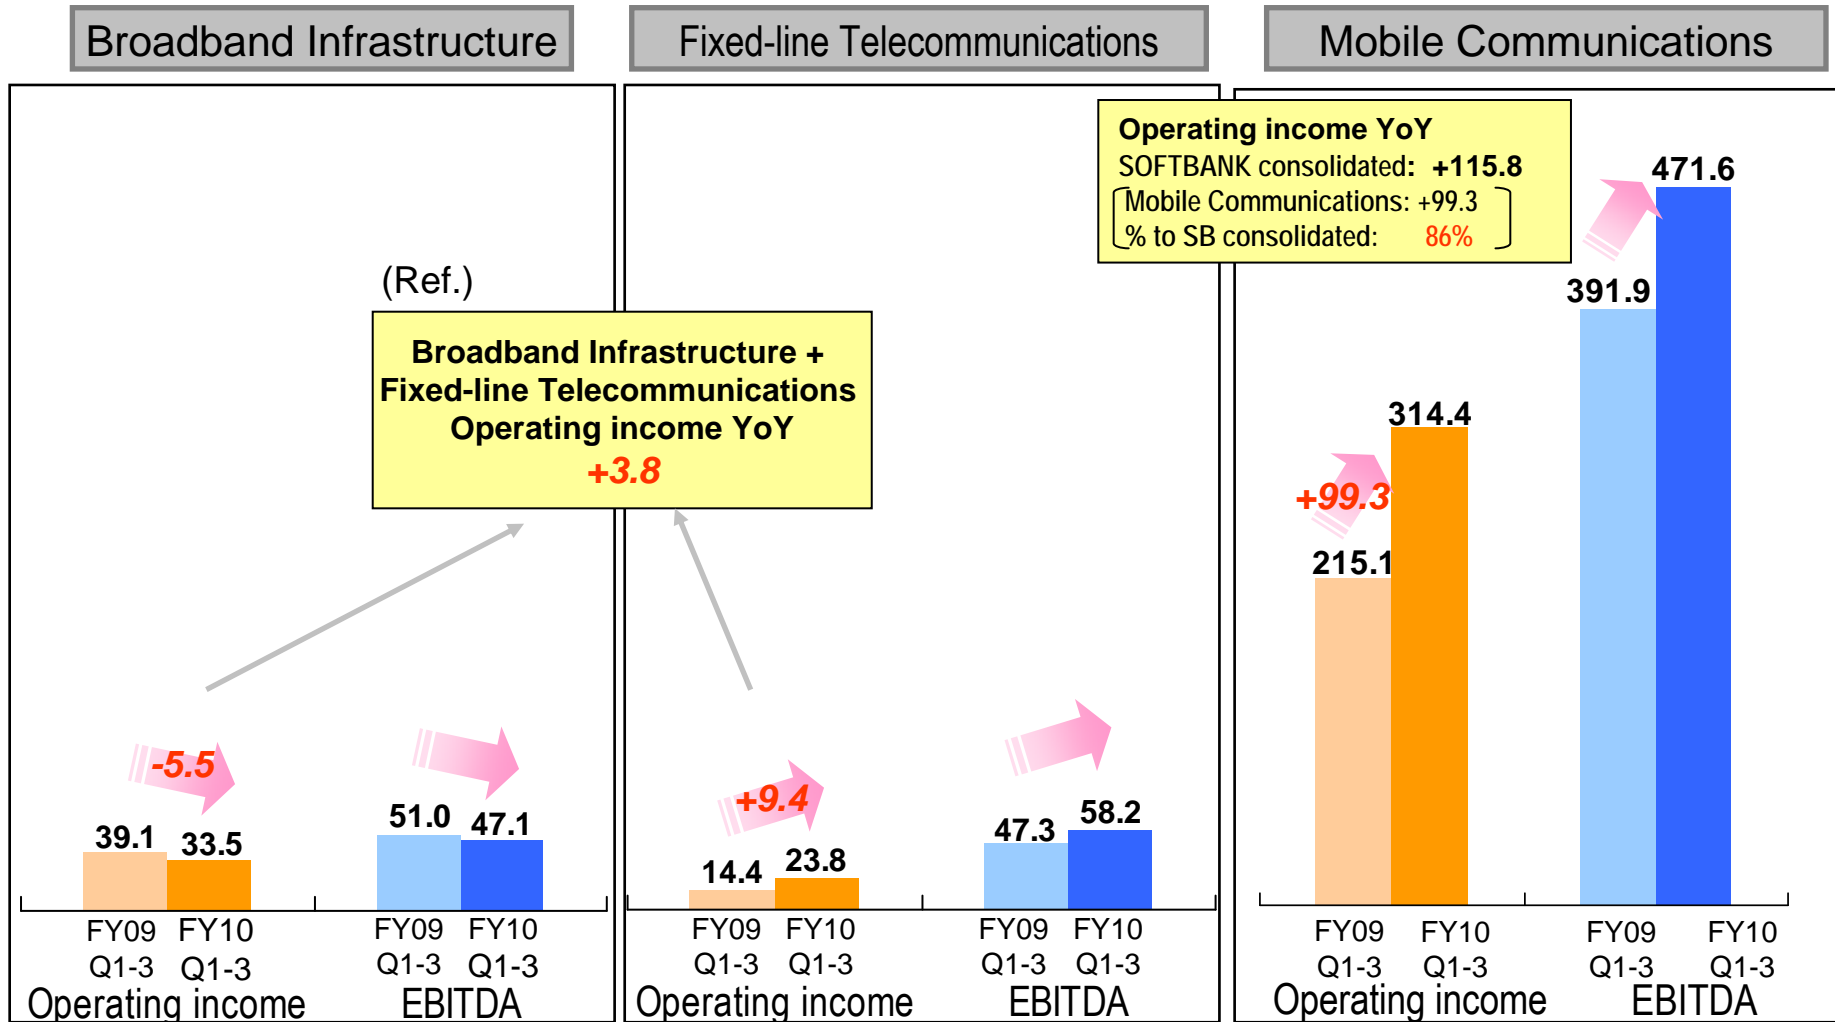 Broadband Infrastructure
Fixed-line Telecommunications
Mobile Communications
Operating income YoY
SOFTBANK consolidated: +115.8
Mobile Communications: +99.3
% to SB consolidated: 86%
(Ref.)
Broadband Infrastructure +
Fixed-line Telecommunications
Operating income YoY
+3.8
-5.5
39.1
33.5
51.0
47.1
FY09 FY10 FY09 FY10
Q1-3 Q1-3 Q1-3 Q1-3
Operating income EBITDA
+9.4
14.4
23.8
47.3
58.2
FY09 FY10 FY09 FY10
Q1-3 Q1-3 Q1-3 Q1-3
Operating income EBITDA
+99.3
215.1
314.4
391.9
471.6
FY09 FY10 FY09 FY10
Q1-3 Q1-3 Q1-3 Q1-3
Operating income EBITDA